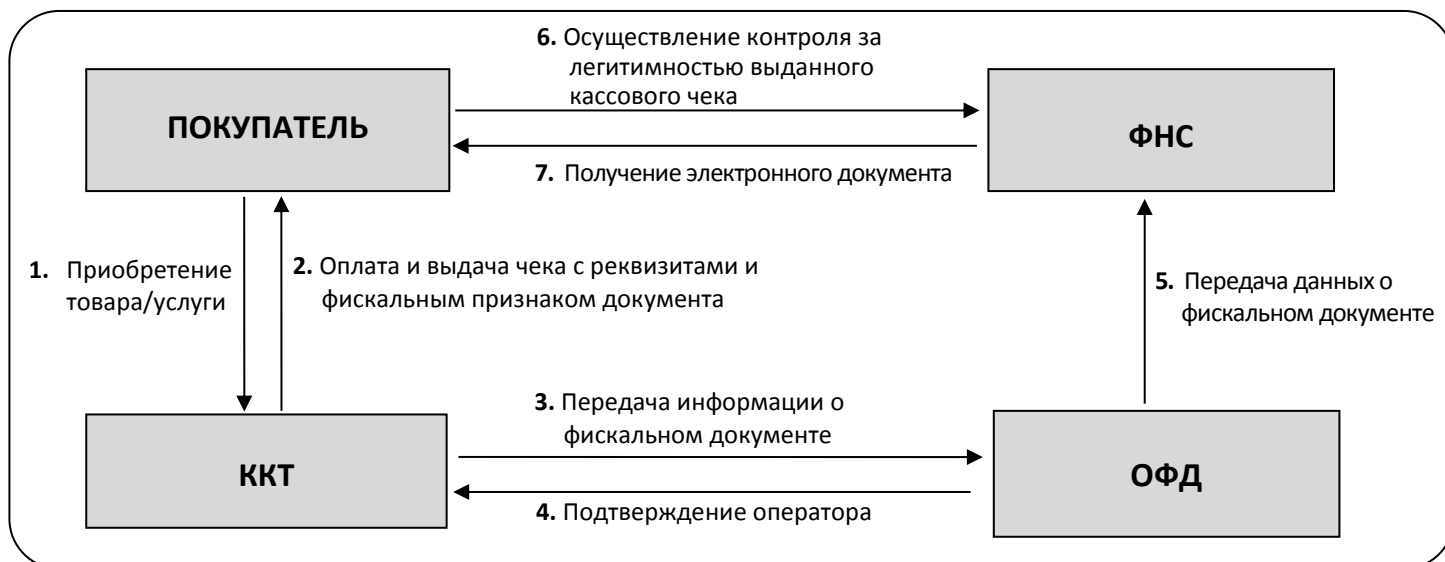 6. Осуществление контроля за
легитимностью выданного
кассового чека
ПОКУПАТЕЛЬ
ФНС
7. Получение электронного документа
1. Приобретение
товара/услуги
2. Оплата и выдача чека с реквизитами и
фискальным признаком документа
5. Передача данных о
фискальном документе
3. Передача информации о
фискальном документе
ККТ
ОФД
4. Подтверждение оператора